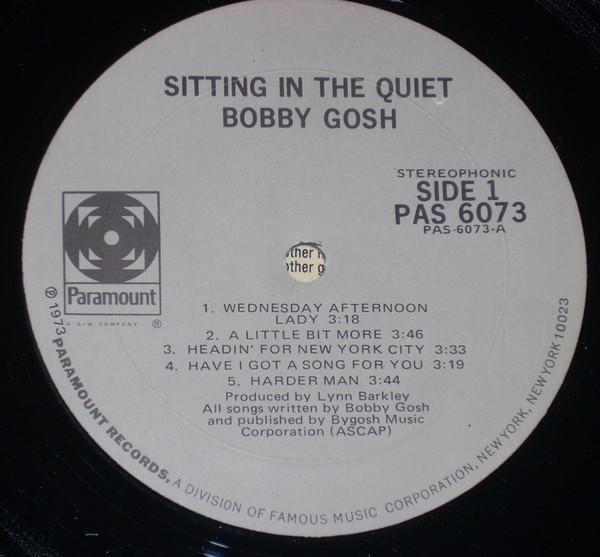 SITTING IN THE QUIET
BOBBY GOSH
STEREOPHONIC
SIDE 1
PAS 6073
PAS-6073-A
Paramount
A G+W COMPANY ®
other
other g
1. WEDNESDAY AFTERNOON
LADY 3:18
2. A LITTLE BIT MORE 3:46
3. HEADIN' FOR NEW YORK CITY 3:33
4. HAVE I GOT A SONG FOR YOU 3:19
5. HARDER MAN 3:44
Produced by Lynn Barkley
All songs written by Bobby Gosh
and published by Bygosh Music
Corporation (ASCAP)
℗ 1973 PARAMOUNT RECORDS, A DIVISION OF FAMOUS MUSIC CORPORATION, NEW YORK, NEW YORK 10023